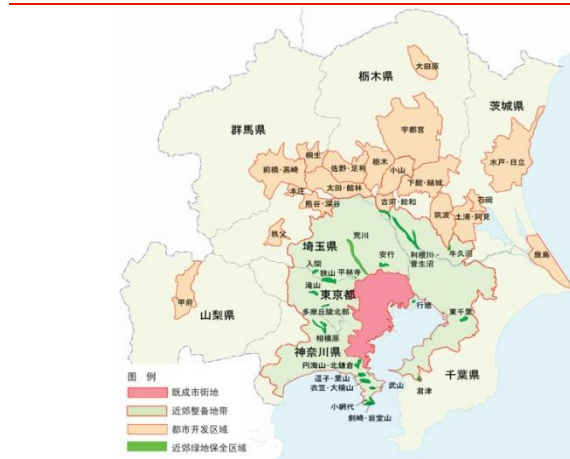 大田原
栃木県
茨城県
群馬県
宇都宮
水戸・日立
桐生
前橋・高崎
佐野・足利
栃木
小山
下館・結城
太田・館林
本庄
熊谷・深谷
古河・総和
石岡
筑波
土浦・阿見
秩父
荒川
埼玉県
利根川・菅生沼
牛久沼
鹿島
入間
安行
狭山
平林寺
滝山
東京都
行徳
甲府
山梨県
多摩丘陵北部
東千葉
相模原
神奈川県
円海山・北鎌倉
千葉県
逗子・葉山
武山
君津
衣笠・大楠山
小網代
剣崎・岩堂山
图 例
既成市街地
近郊整备地带
都市开发区域
近郊绿地保全区域